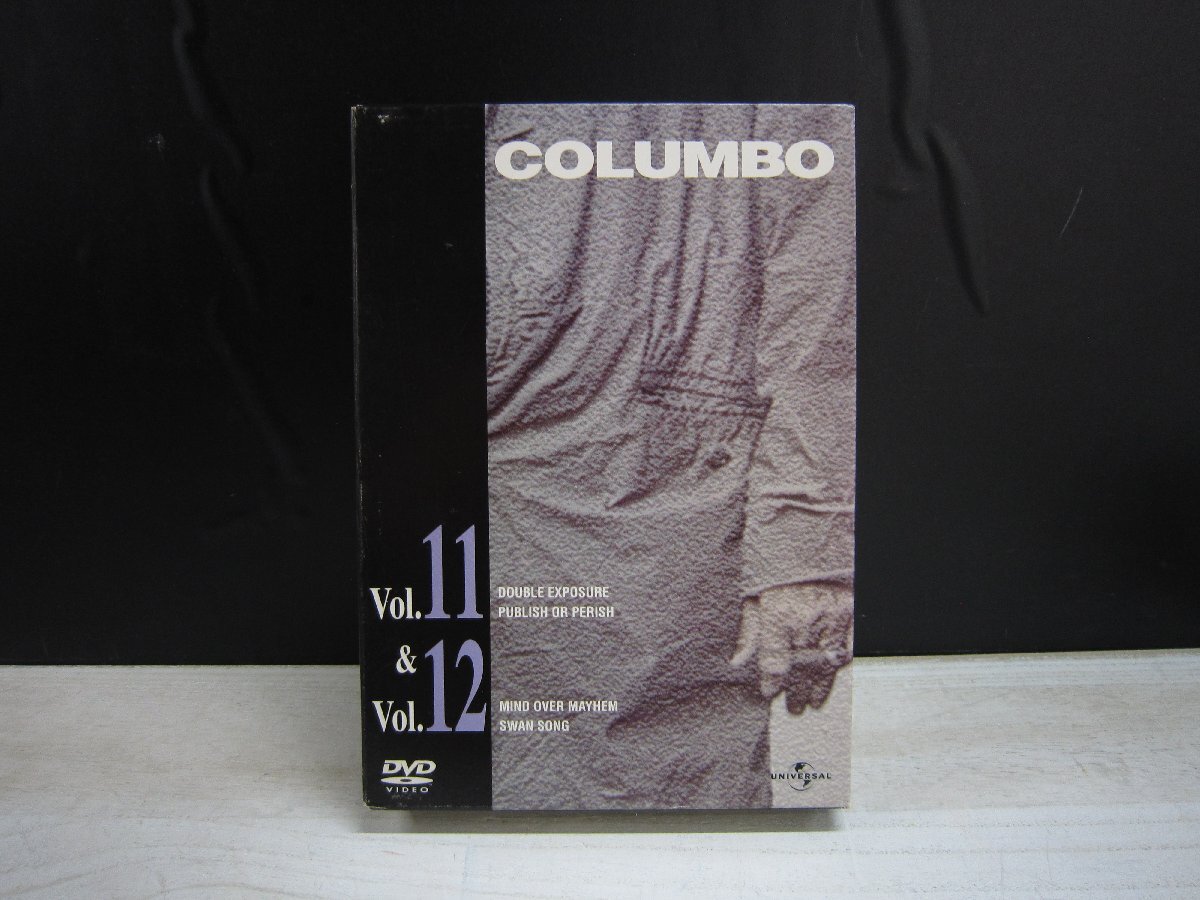 COLUMBO
Vol.11
DOUBLE EXPOSURE
PUBLISH OR PERISH
&
Vol.12
MIND OVER MAYHEM
SWAN SONG
DVD
VIDEO
UNIVERSAL